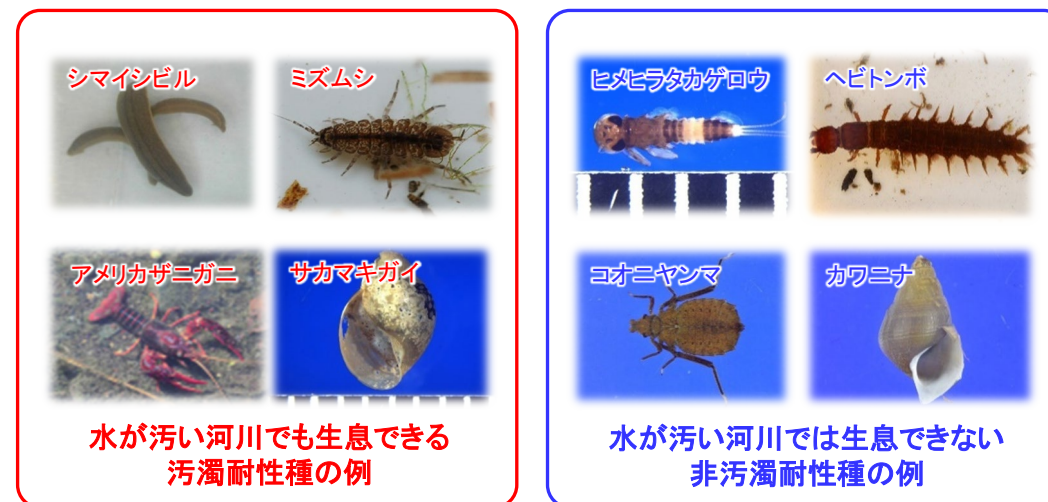 シマイシビル
ミズムシ
アメリカザニガニ
サカマキガイ
水が汚い河川でも生息できる
汚濁耐性種の例
ヒメヒラタカゲロウ
ヘビトンボ
コオニヤンマ
カワニナ
水が汚い河川では生息できない
非汚濁耐性種の例